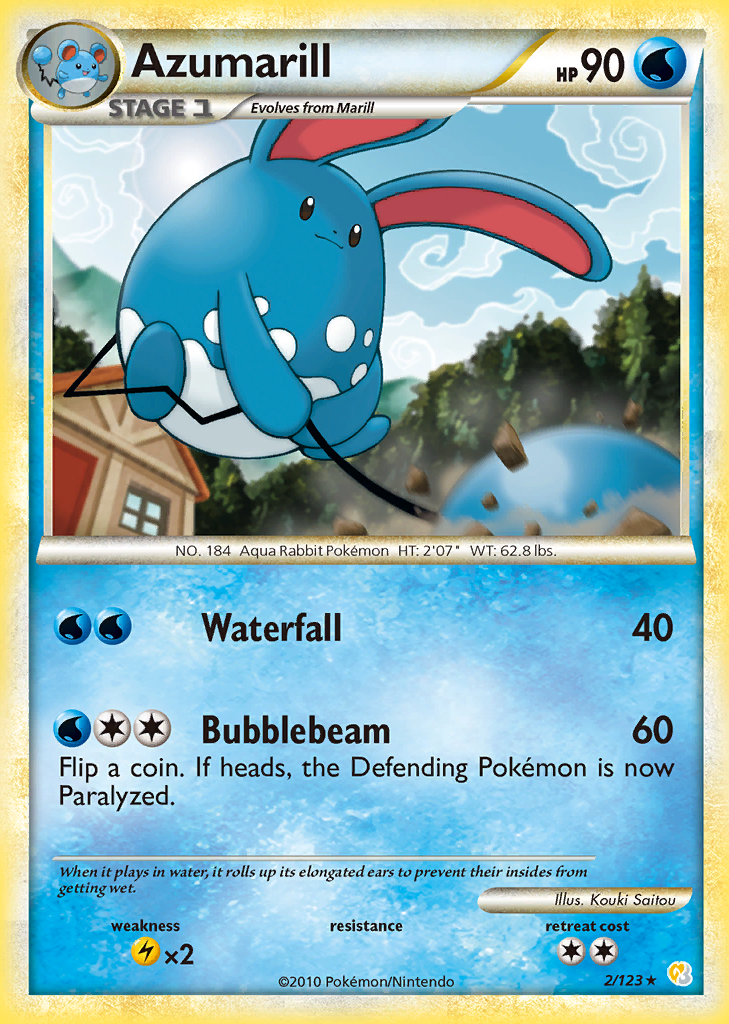 Azumarill
HP 90
STAGE 1
Evolves from Marill
NO. 184 Aqua Rabbit Pokémon HT: 2'07" WT: 62.8 lbs.
Waterfall 40
Bubblebeam 60
Flip a coin. If heads, the Defending Pokémon is now
Paralyzed.
When it plays in water, it rolls up its elongated ears to prevent their insides from
getting wet.
Illus. Kouki Saitou
weakness resistance retreat cost
×2
©2010 Pokémon/Nintendo 2/123 ★